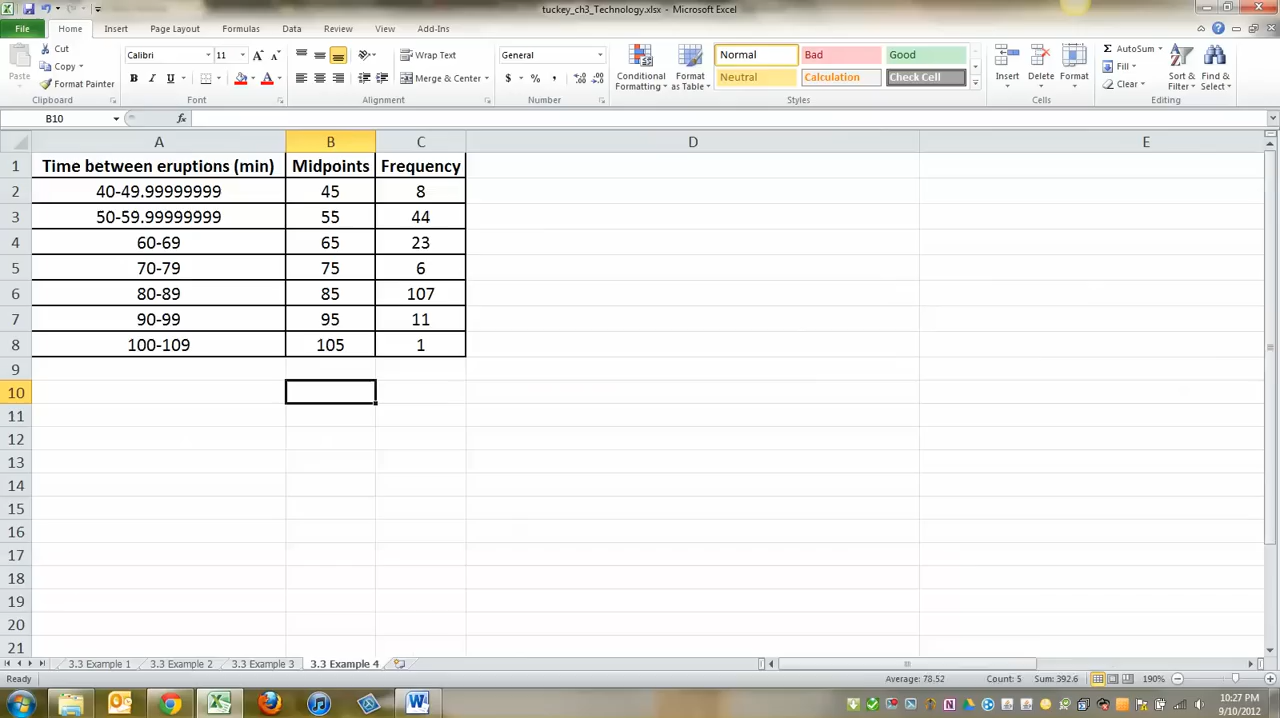 tuckey_ch3_Technology.xlsx - Microsoft Excel
File Home Insert Page Layout Formulas Data Review View Add-Ins
Cut Calibri 11 Wrap Text General Normal Bad Good AutoSum
Copy Fill
Paste Format Painter B I U Merge & Center $ % , Conditional Formatting Format as Table Neutral Calculation Check Cell Insert Delete Format Clear Sort & Filter Find & Select
Clipboard Font Alignment Number Styles Cells Editing
B10 fx
A B C D E
1 Time between eruptions (min) Midpoints Frequency
2 40-49.99999999 45 8
3 50-59.99999999 55 44
4 60-69 65 23
5 70-79 75 6
6 80-89 85 107
7 90-99 95 11
8 100-109 105 1
9
10
11
12
13
14
15
16
17
18
19
20
21
3.3 Example 1 3.3 Example 2 3.3 Example 3 3.3 Example 4
Ready Average: 78.52 Count: 5 Sum: 392.6 190%
10:27 PM
9/10/2012